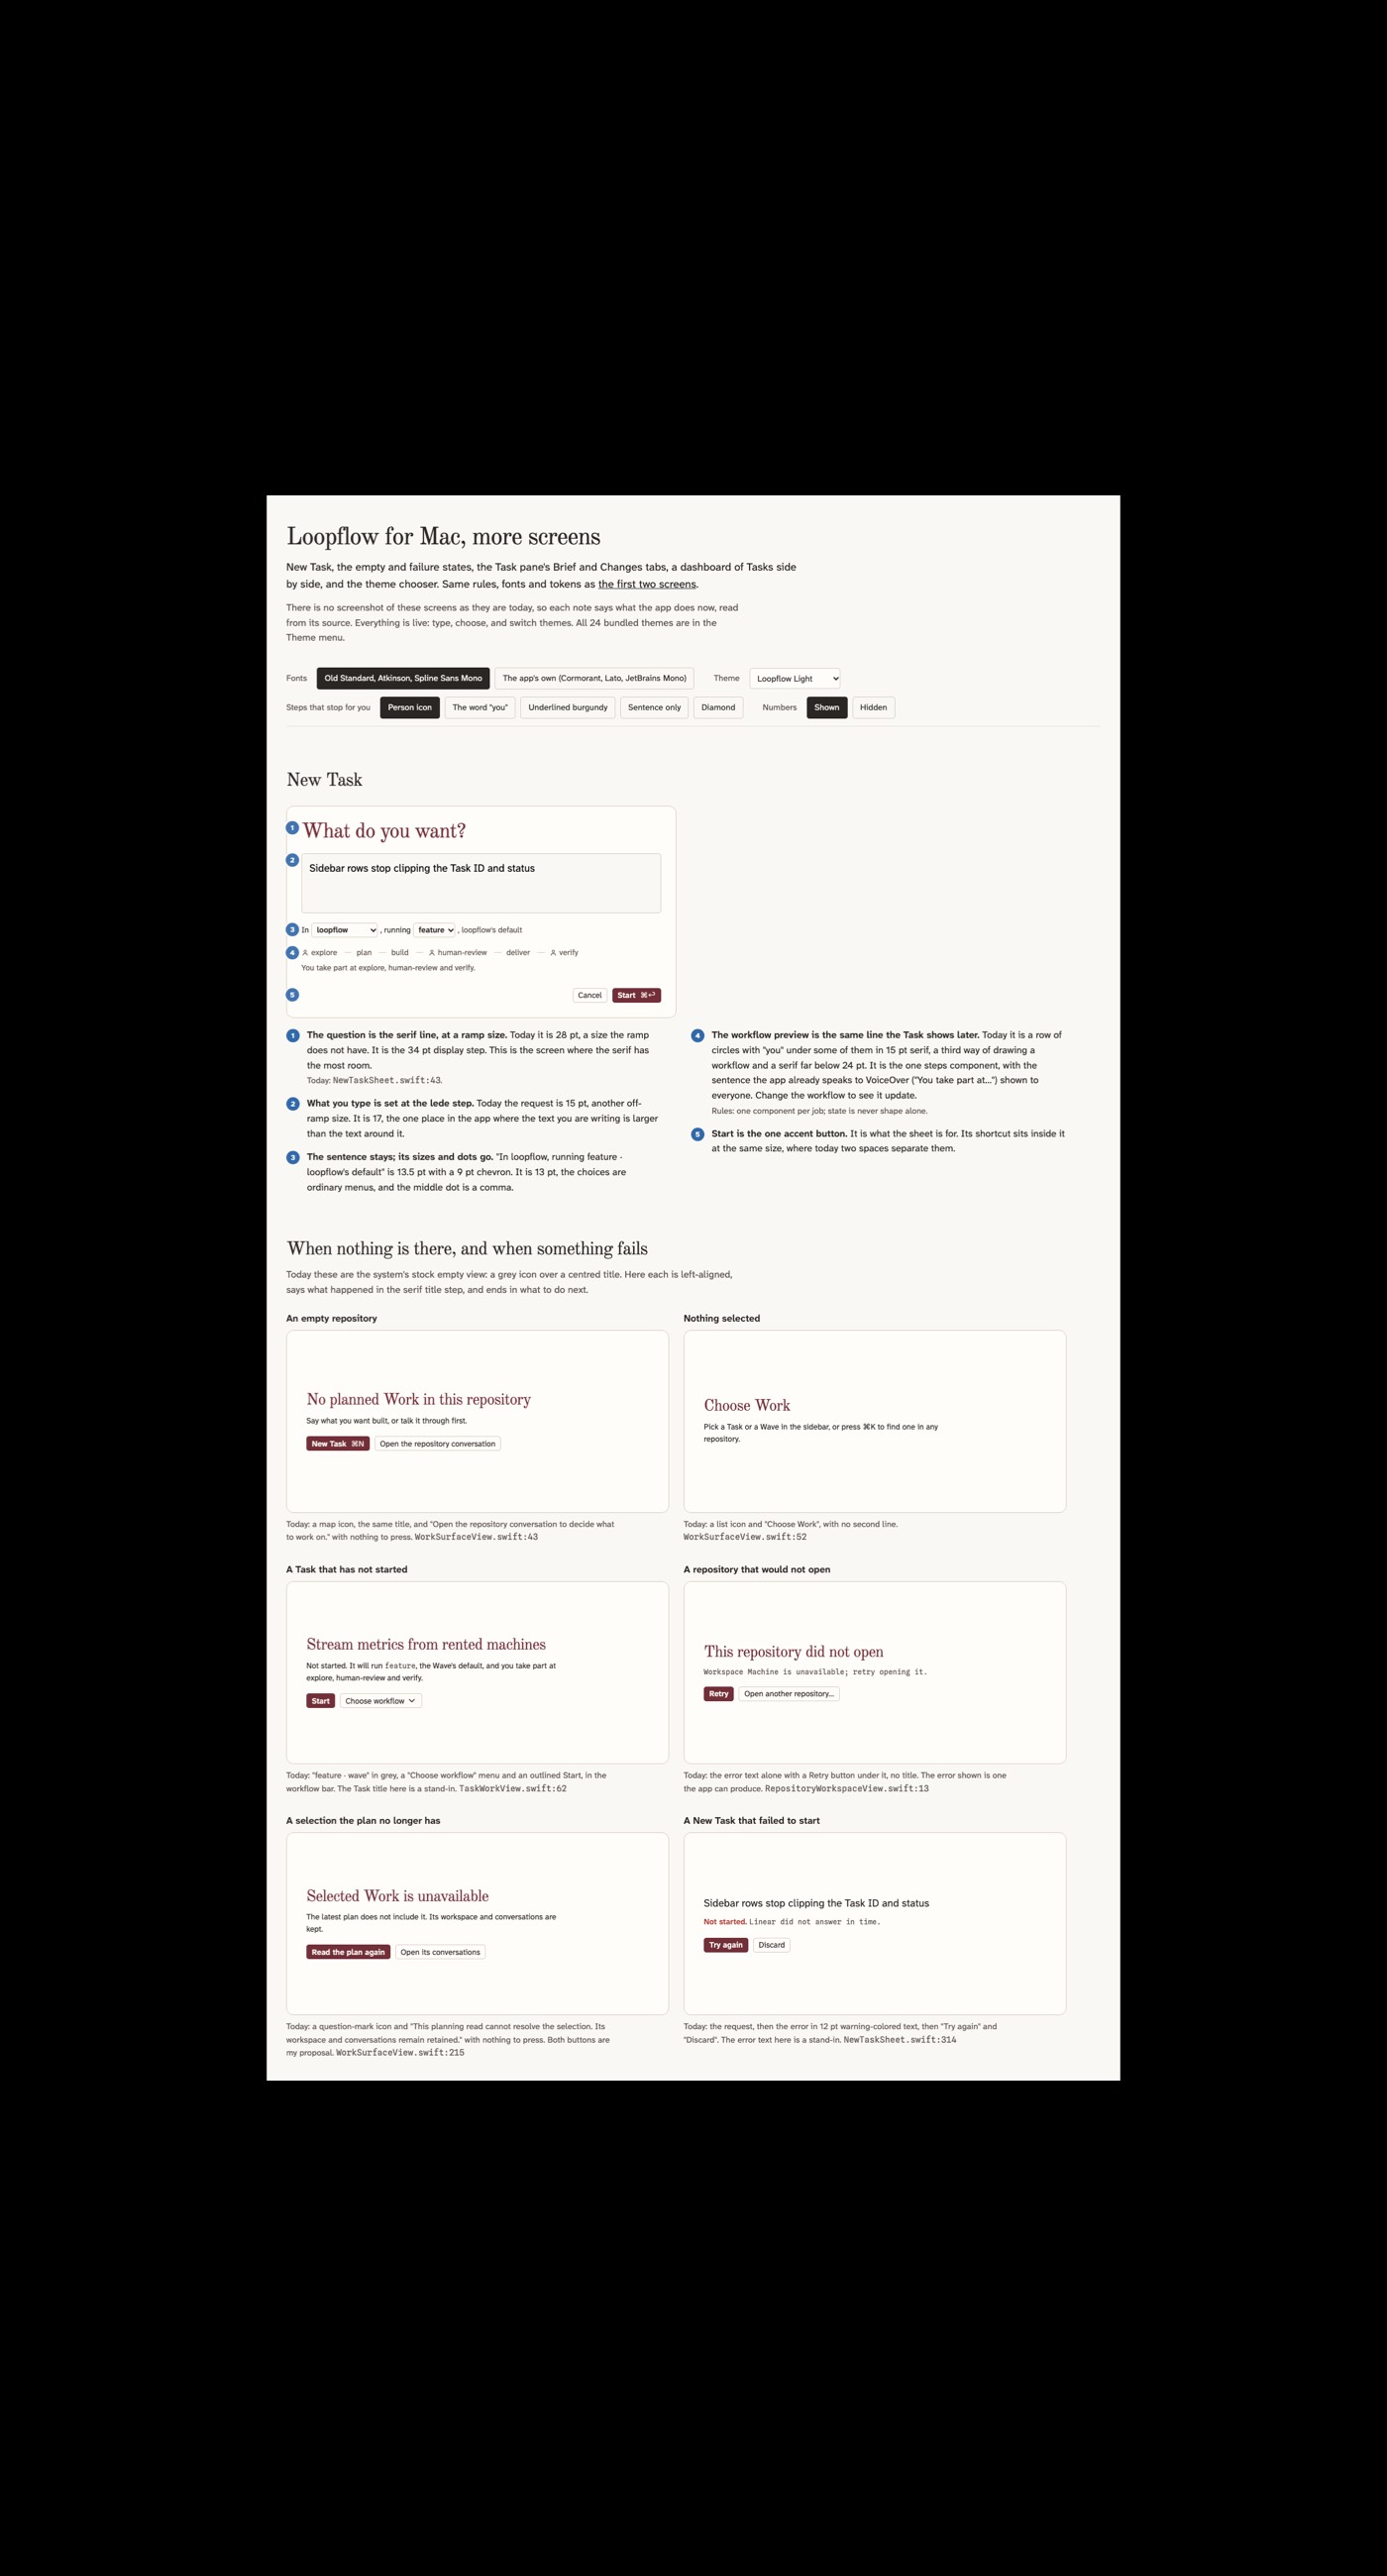 Loopflow for Mac, more screens
New Task, the empty and failure states, the Task pane's Brief and Changes tabs, a dashboard of Tasks side
by side, and the theme chooser. Same rules, fonts and tokens as the first two screens.
There is no screenshot of these screens as they are today, so each note says what the app does now, read
from its source. Everything is live: type, choose, and switch themes. All 24 bundled themes are in the
Theme menu.
Fonts Old Standard, Atkinson, Spline Sans Mono The app's own (Cormorant, Lato, JetBrains Mono) Theme Loopflow Light
Steps that stop for you Person icon The word "you" Underlined burgundy Sentence only Diamond Numbers Shown Hidden
New Task
1 What do you want?
2 Sidebar rows stop clipping the Task ID and status
3 In loopflow , running feature , loopflow's default
4 explore — plan — build — human-review — deliver — verify
You take part at explore, human-review and verify.
5 Cancel Start ⌘↩
1 The question is the serif line, at a ramp size. Today it is 28 pt, a size the ramp
does not have. It is the 34 pt display step. This is the screen where the serif has
the most room.
Today: NewTaskSheet.swift:43.
2 What you type is set at the lede step. Today the request is 15 pt, another off-
ramp size. It is 17, the one place in the app where the text you are writing is larger
than the text around it.
3 The sentence stays; its sizes and dots go. "In loopflow, running feature ·
loopflow's default" is 13.5 pt with a 9 pt chevron. It is 13 pt, the choices are
ordinary menus, and the middle dot is a comma.
4 The workflow preview is the same line the Task shows later. Today it is a row of
circles with "you" under some of them in 15 pt serif, a third way of drawing a
workflow and a serif far below 24 pt. It is the one steps component, with the
sentence the app already speaks to VoiceOver ("You take part at...") shown to
everyone. Change the workflow to see it update.
Rules: one component per job; state is never shape alone.
5 Start is the one accent button. It is what the sheet is for. Its shortcut sits inside it
at the same size, where today two spaces separate them.
When nothing is there, and when something fails
Today these are the system's stock empty view: a grey icon over a centred title. Here each is left-aligned,
says what happened in the serif title step, and ends in what to do next.
An empty repository
No planned Work in this repository
Say what you want built, or talk it through first.
New Task ⌘N Open the repository conversation
Today: a map icon, the same title, and "Open the repository conversation to decide what
to work on." with nothing to press. WorkSurfaceView.swift:43
Nothing selected
Choose Work
Pick a Task or a Wave in the sidebar, or press ⌘K to find one in any
repository.
Today: a list icon and "Choose Work", with no second line.
WorkSurfaceView.swift:52
A Task that has not started
Stream metrics from rented machines
Not started. It will run feature, the Wave's default, and you take part at
explore, human-review and verify.
Start Choose workflow
Today: "feature · wave" in grey, a "Choose workflow" menu and an outlined Start, in the
workflow bar. The Task title here is a stand-in. TaskWorkView.swift:62
A repository that would not open
This repository did not open
Workspace Machine is unavailable; retry opening it.
Retry Open another repository...
Today: the error text alone with a Retry button under it, no title. The error shown is one
the app can produce. RepositoryWorkspaceView.swift:13
A selection the plan no longer has
Selected Work is unavailable
The latest plan does not include it. Its workspace and conversations are
kept.
Read the plan again Open its conversations
Today: a question-mark icon and "This planning read cannot resolve the selection. Its
workspace and conversations remain retained." with nothing to press. Both buttons are
my proposal. WorkSurfaceView.swift:215
A New Task that failed to start
Sidebar rows stop clipping the Task ID and status
Not started. Linear did not answer in time.
Try again Discard
Today: the request, then the error in 12 pt warning-colored text, then "Try again" and
"Discard". The error text here is a stand-in. NewTaskSheet.swift:314